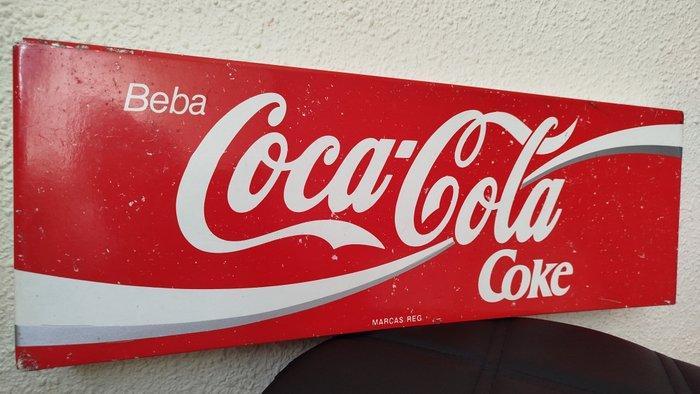 Beba
Coca-Cola
Coke
MARCAS REG